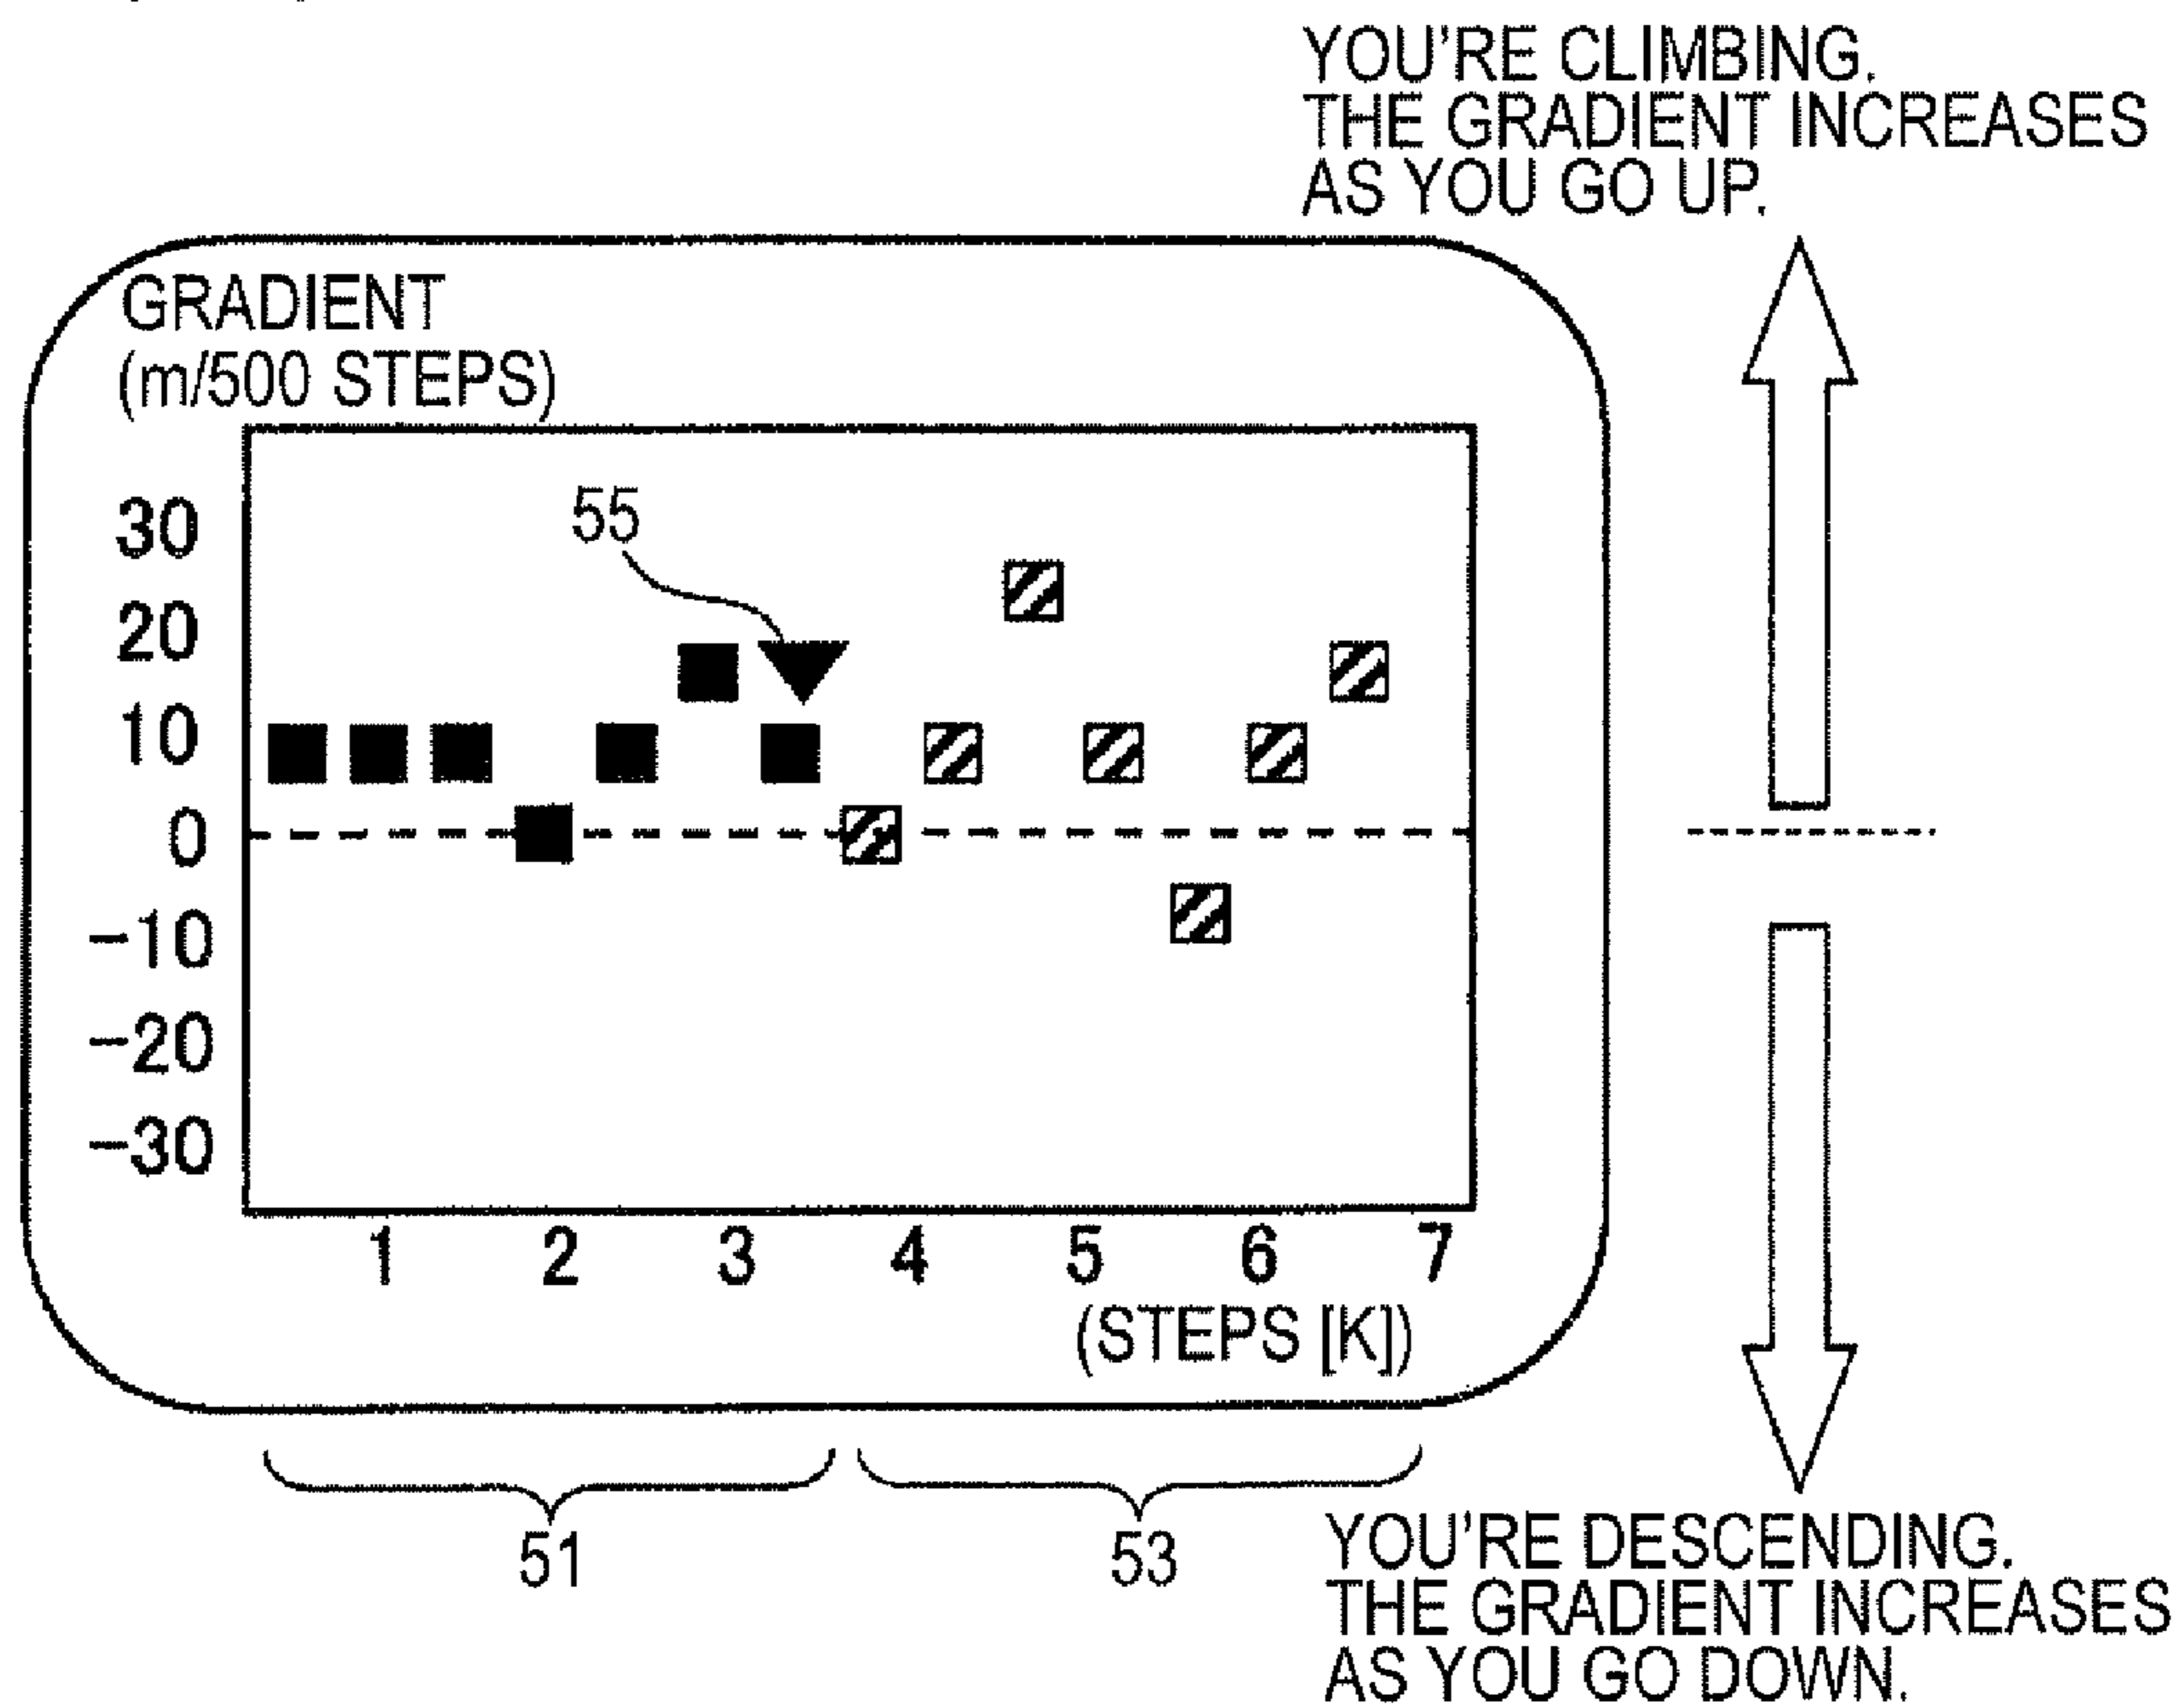 YOU'RE CLIMBING.
THE GRADIENT INCREASES
AS YOU GO UP.
GRADIENT
(m/500 STEPS)
55
30
20
10
0
-10
-20
-30
1 2 3 4 5 6 7
(STEPS [K])
51 53
YOU'RE DESCENDING.
THE GRADIENT INCREASES
AS YOU GO DOWN.